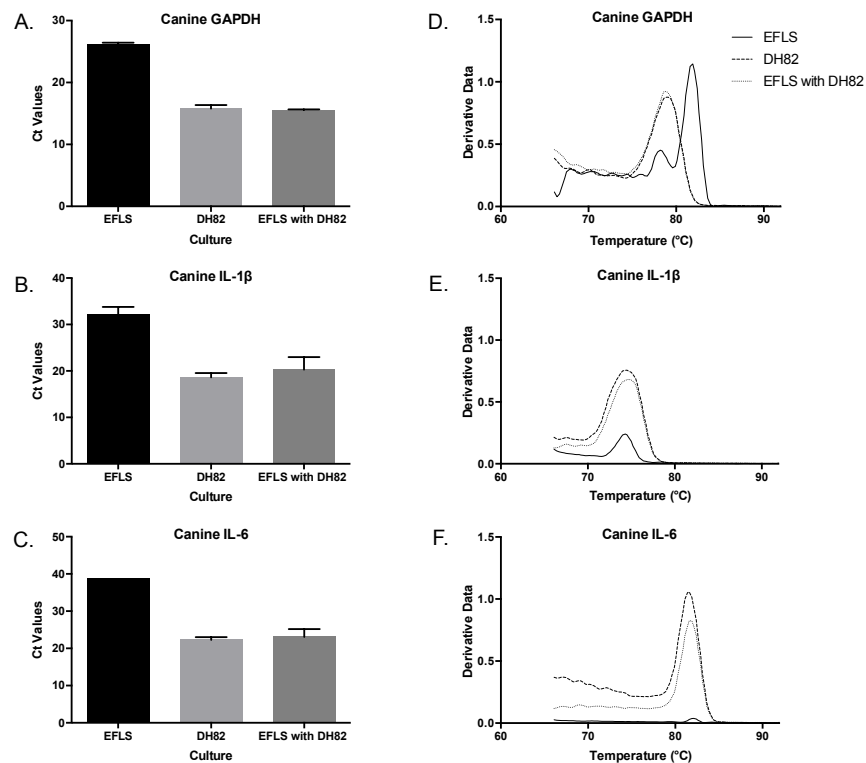 A.
Canine GAPDH
30
20
10
0
Ct Values
EFLS
DH82
EFLS with DH82
Culture
D.
Canine GAPDH
1.5
1.0
0.5
0.0
Derivative Data
60
70
80
90
Temperature (°C)
EFLS
DH82
EFLS with DH82
B.
Canine IL-1β
40
30
20
10
0
Ct Values
EFLS
DH82
EFLS with DH82
Culture
E.
Canine IL-1β
1.5
1.0
0.5
0.0
Derivative Data
60
70
80
90
Temperature (°C)
C.
Canine IL-6
50
40
30
20
10
0
Ct Values
EFLS
DH82
EFLS with DH82
Culture
F.
Canine IL-6
1.5
1.0
0.5
0.0
Derivative Data
60
70
80
90
Temperature (°C)